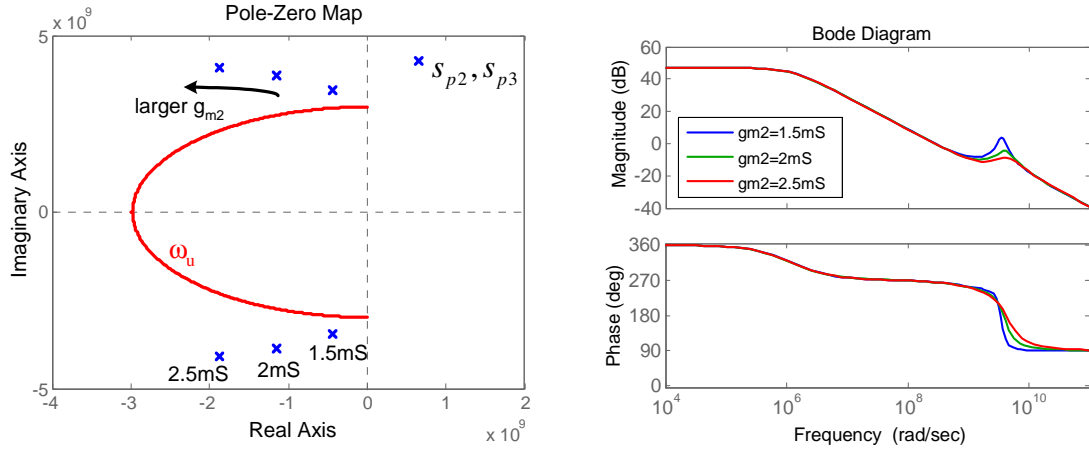 Pole-Zero Map
x 10^9
5
0
-5
Imaginary Axis
larger g_m2
s_p2, s_p3
ω_u
1.5mS
2mS
2.5mS
-4 -3 -2 -1 0 1 2
Real Axis
x 10^9
Bode Diagram
60
40
20
0
-20
-40
Magnitude (dB)
gm2=1.5mS
gm2=2mS
gm2=2.5mS
360
270
180
90
0
Phase (deg)
10^4 10^6 10^8 10^10
Frequency (rad/sec)